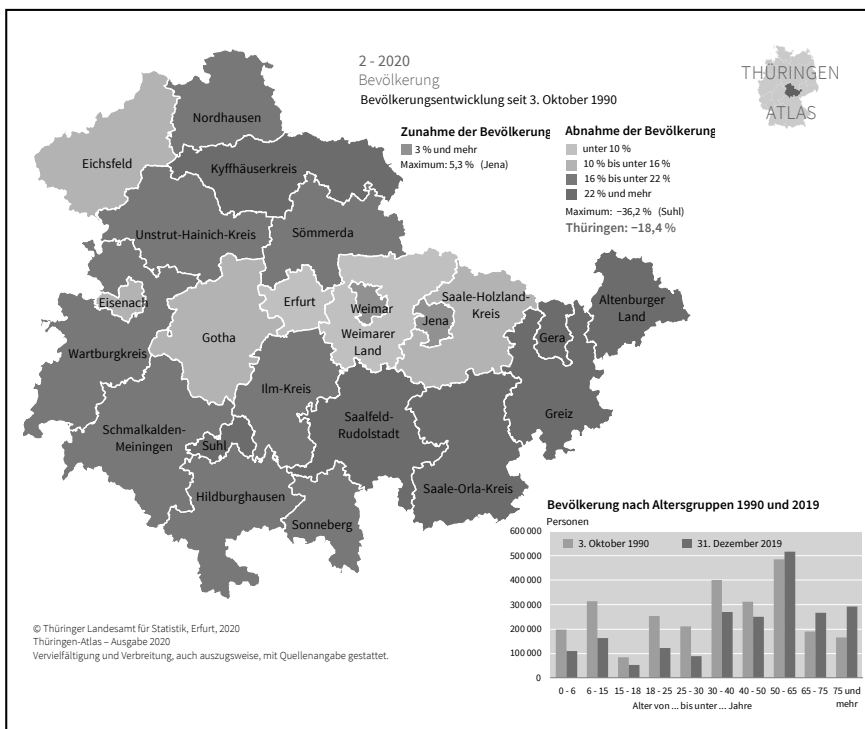 2 - 2020
Bevölkerung
Bevölkerungsentwicklung seit 3. Oktober 1990
THÜRINGEN
ATLAS
Zunahme der Bevölkerung
3 % und mehr
Maximum: 5,3 % (Jena)
Abnahme der Bevölkerung
unter 10 %
10 % bis unter 16 %
16 % bis unter 22 %
22 % und mehr
Maximum: −36,2 % (Suhl)
Thüringen: −18,4 %
Nordhausen
Eichsfeld
Kyffhäuserkreis
Unstrut-Hainich-Kreis
Sömmerda
Eisenach
Erfurt
Weimar
Saale-Holzland-
Kreis
Altenburger
Land
Gotha
Weimarer
Land
Jena
Gera
Wartburgkreis
Ilm-Kreis
Greiz
Schmalkalden-
Meiningen
Suhl
Saalfeld-
Rudolstadt
Saale-Orla-Kreis
Hildburghausen
Sonneberg
Bevölkerung nach Altersgruppen 1990 und 2019
Personen
3. Oktober 1990
31. Dezember 2019
600 000
500 000
400 000
300 000
200 000
100 000
0
0 - 6 6 - 15 15 - 18 18 - 25 25 - 30 30 - 40 40 - 50 50 - 65 65 - 75 75 und
mehr
Alter von ... bis unter ... Jahre
© Thüringer Landesamt für Statistik, Erfurt, 2020
Thüringen-Atlas – Ausgabe 2020
Vervielfältigung und Verbreitung, auch auszugsweise, mit Quellenangabe gestattet.